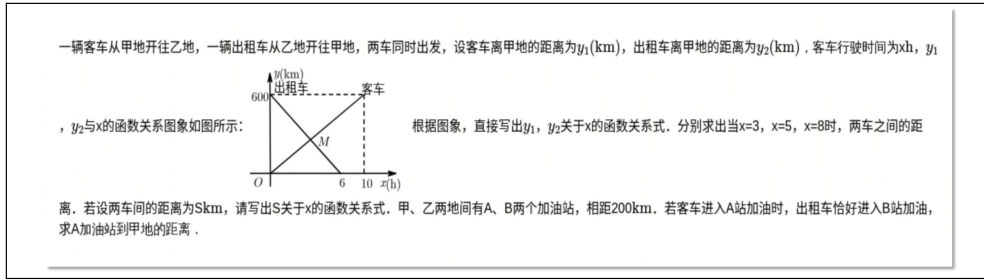 一辆客车从甲地开往乙地，一辆出租车从乙地开往甲地，两车同时出发，设客车离甲地的距离为y₁(km)，出租车离甲地的距离为y₂(km)，客车行驶时间为xh，y₁
，y₂与x的函数关系图象如图所示：
y(km)
出租车
客车
600
M
O
6
10
x(h)
根据图象，直接写出y₁，y₂关于x的函数关系式．分别求出当x=3，x=5，x=8时，两车之间的距
离．若设两车间的距离为Skm，请写出S关于x的函数关系式．甲、乙两地间有A、B两个加油站，相距200km．若客车进入A站加油时，出租车恰好进入B站加油，
求A加油站到甲地的距离．